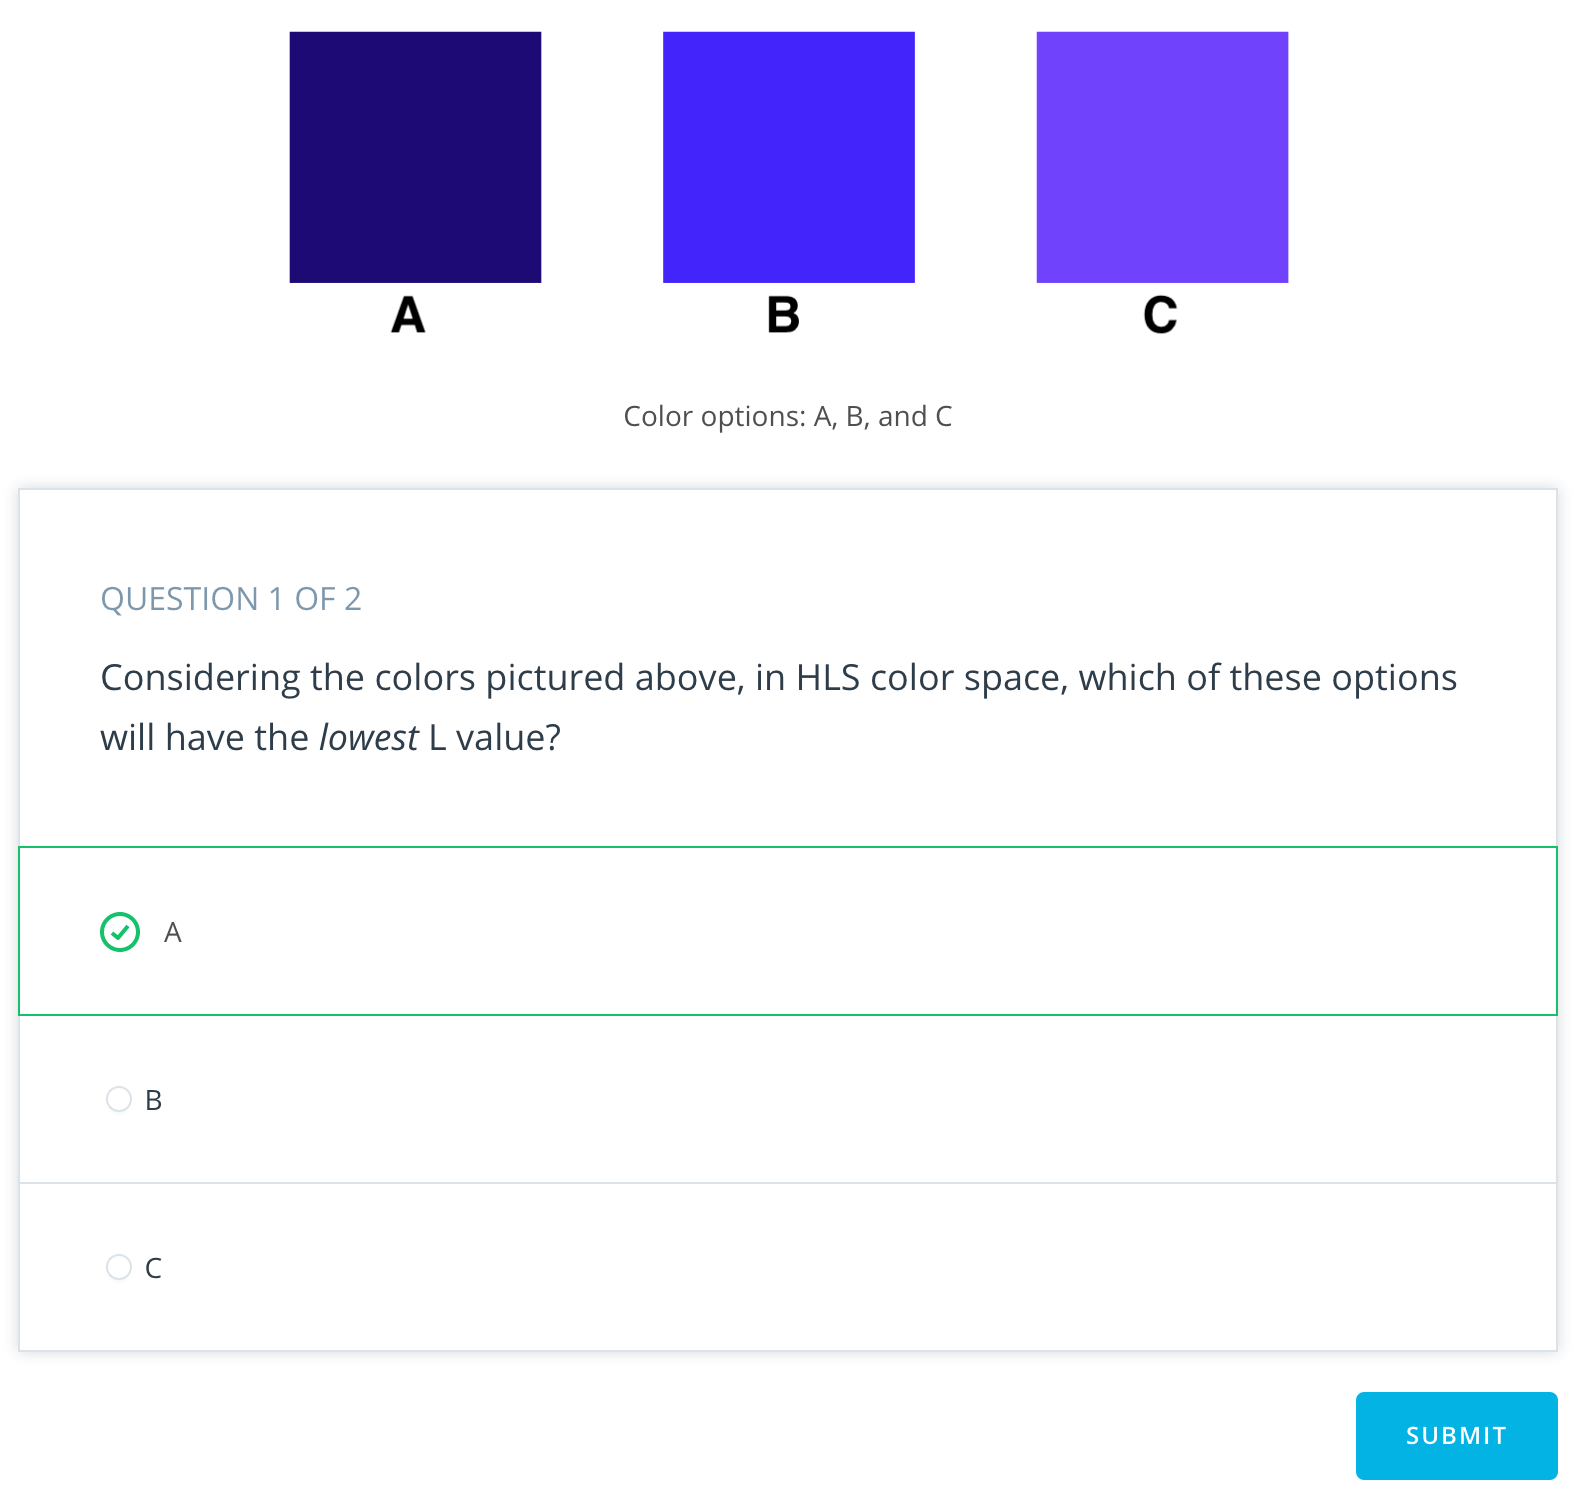 A B C
Color options: A, B, and C
QUESTION 1 OF 2
Considering the colors pictured above, in HLS color space, which of these options
will have the lowest L value?
A
B
C
SUBMIT